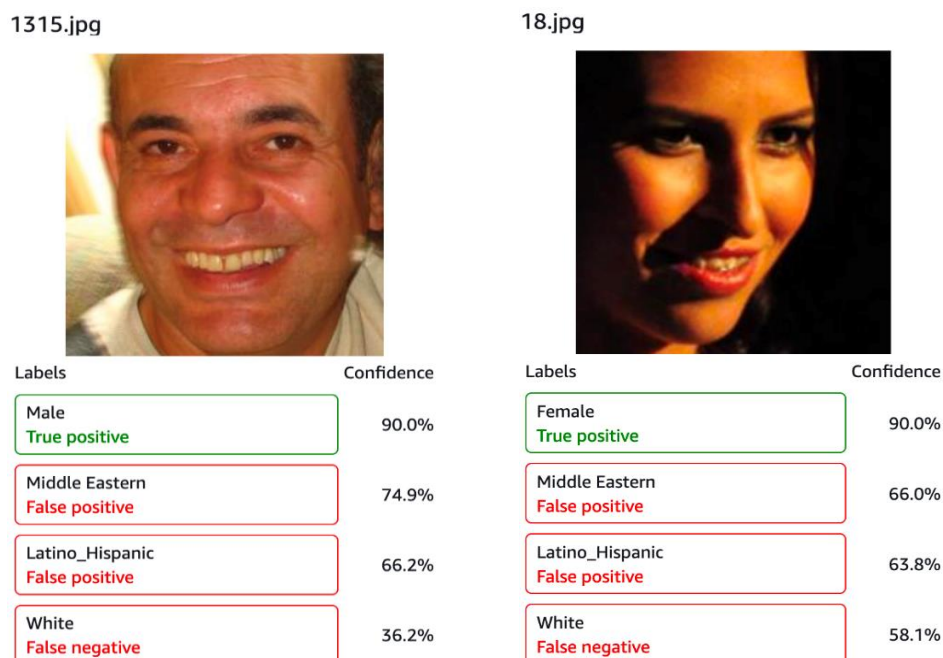 1315.jpg
Labels Confidence
Male
True positive
90.0%
Middle Eastern
False positive
74.9%
Latino_Hispanic
False positive
66.2%
White
False negative
36.2%
18.jpg
Labels Confidence
Female
True positive
90.0%
Middle Eastern
False positive
66.0%
Latino_Hispanic
False positive
63.8%
White
False negative
58.1%